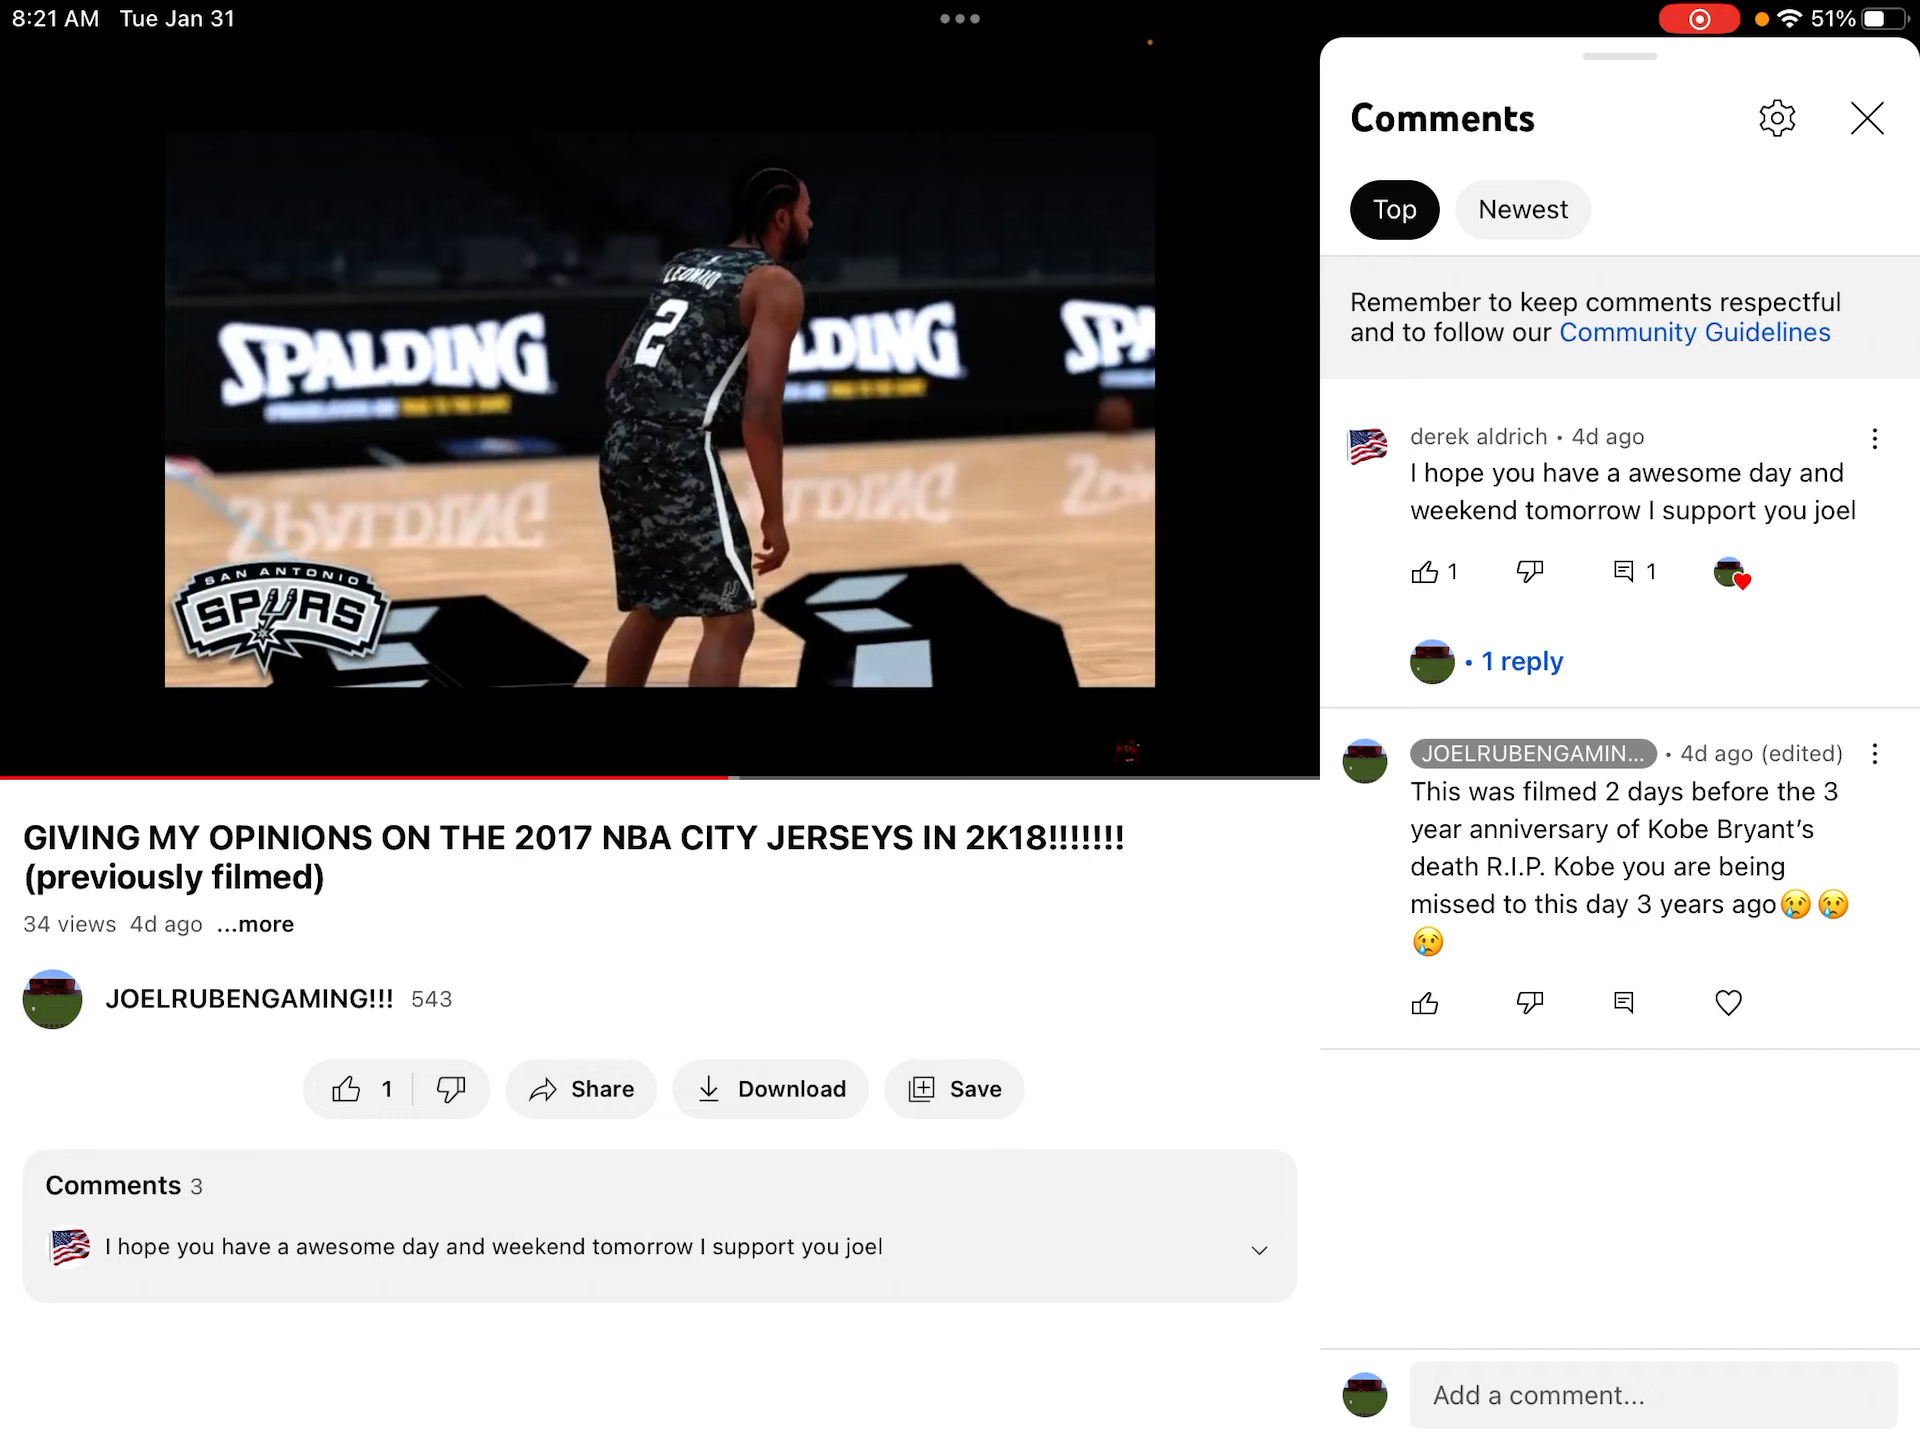 8:21 AM Tue Jan 31
51%
LEONARD
2
SPALDING
SPALDING
SAN ANTONIO
SPURS
GIVING MY OPINIONS ON THE 2017 NBA CITY JERSEYS IN 2K18!!!!!!!
(previously filmed)
34 views 4d ago ...more
JOELRUBENGAMING!!! 543
1
Share
Download
Save
Comments 3
I hope you have a awesome day and weekend tomorrow I support you joel
Comments
Top
Newest
Remember to keep comments respectful
and to follow our Community Guidelines
derek aldrich • 4d ago
I hope you have a awesome day and
weekend tomorrow I support you joel
1
1
• 1 reply
JOELRUBENGAMIN... • 4d ago (edited)
This was filmed 2 days before the 3
year anniversary of Kobe Bryant’s
death R.I.P. Kobe you are being
missed to this day 3 years ago😢😢
😢
Add a comment...